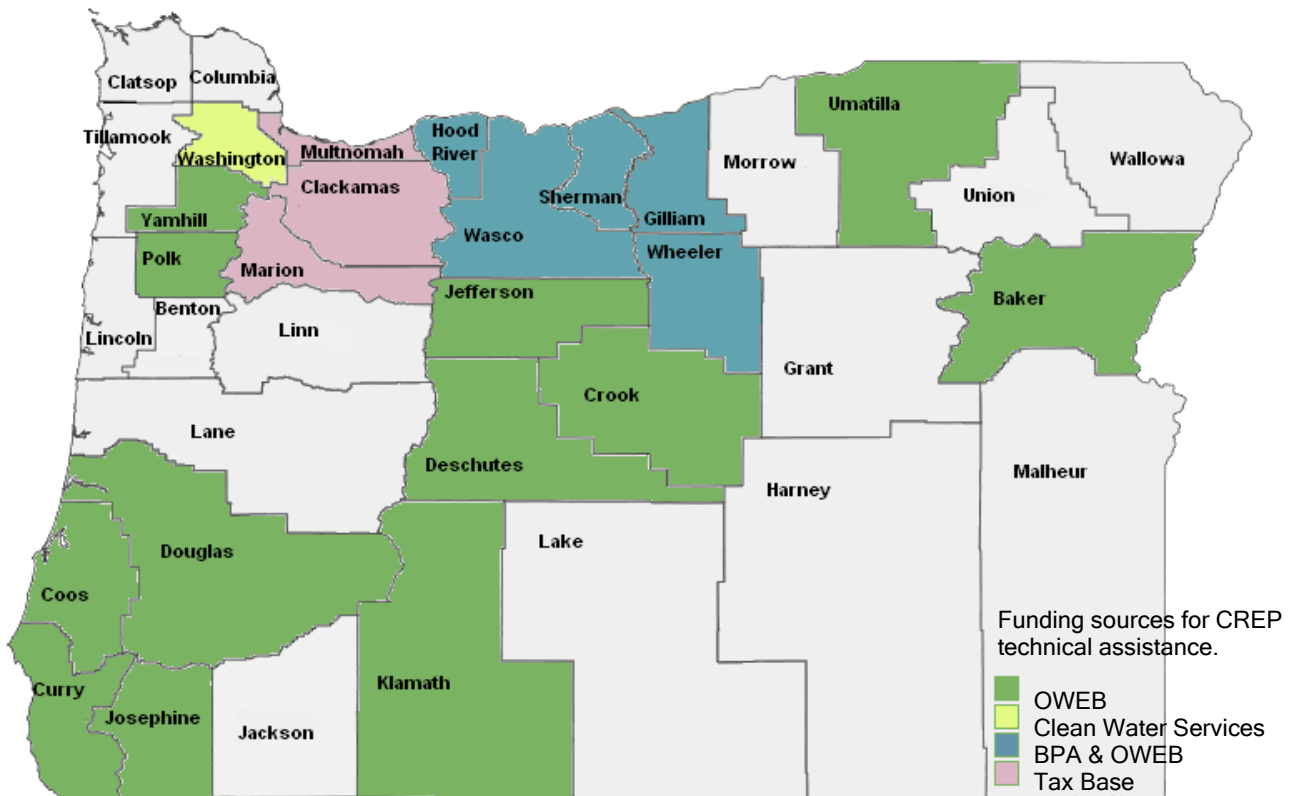 Clatsop
Columbia
Tillamook
Washington
Multnomah
Hood
River
Umatilla
Wallowa
Morrow
Union
Clackamas
Sherman
Gilliam
Yamhill
Wasco
Wheeler
Polk
Marion
Jefferson
Baker
Benton
Lincoln
Linn
Grant
Crook
Lane
Deschutes
Malheur
Harney
Lake
Douglas
Coos
Klamath
Curry
Josephine
Jackson
Funding sources for CREP
technical assistance.
OWEB
Clean Water Services
BPA & OWEB
Tax Base